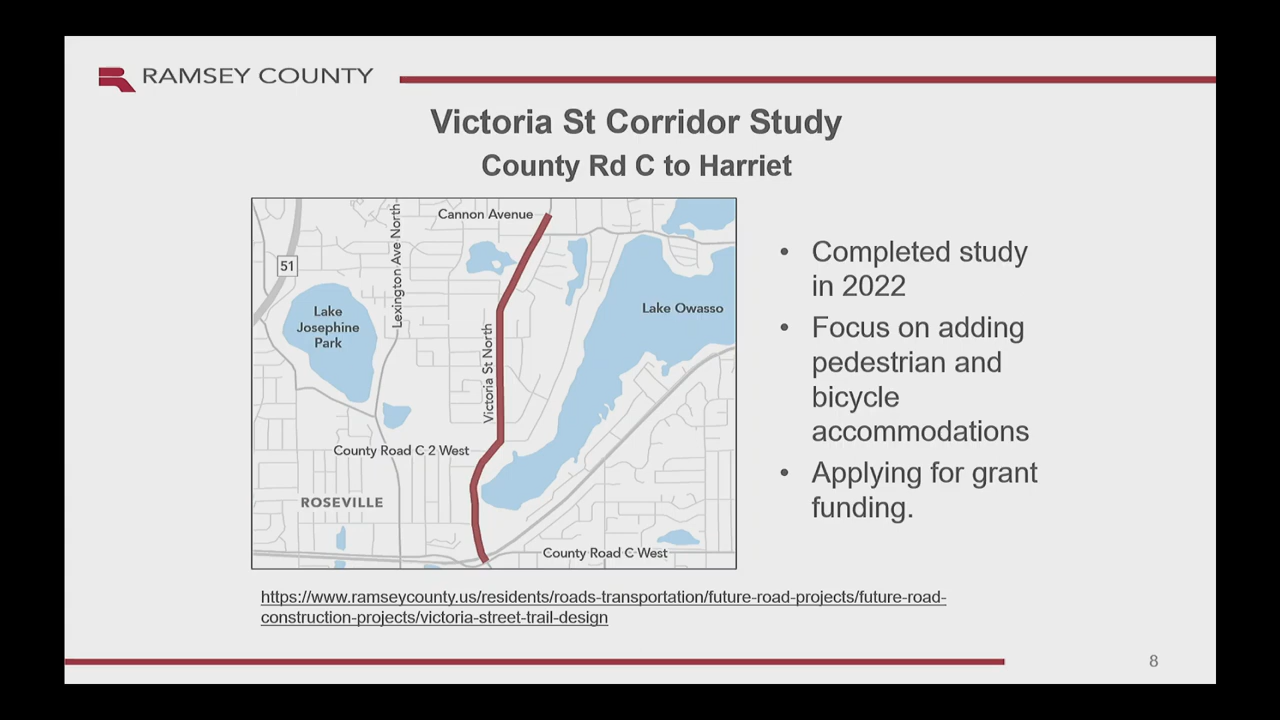 RAMSEY COUNTY
Victoria St Corridor Study
County Rd C to Harriet
Cannon Avenue
Lexington Ave North
51
Lake
Josephine
Park
Lake Owasso
Victoria St North
County Road C 2 West
ROSEVILLE
County Road C West
• Completed study
in 2022
• Focus on adding
pedestrian and
bicycle
accommodations
• Applying for grant
funding.
https://www.ramseycounty.us/residents/roads-transportation/future-road-projects/future-road-
construction-projects/victoria-street-trail-design
8